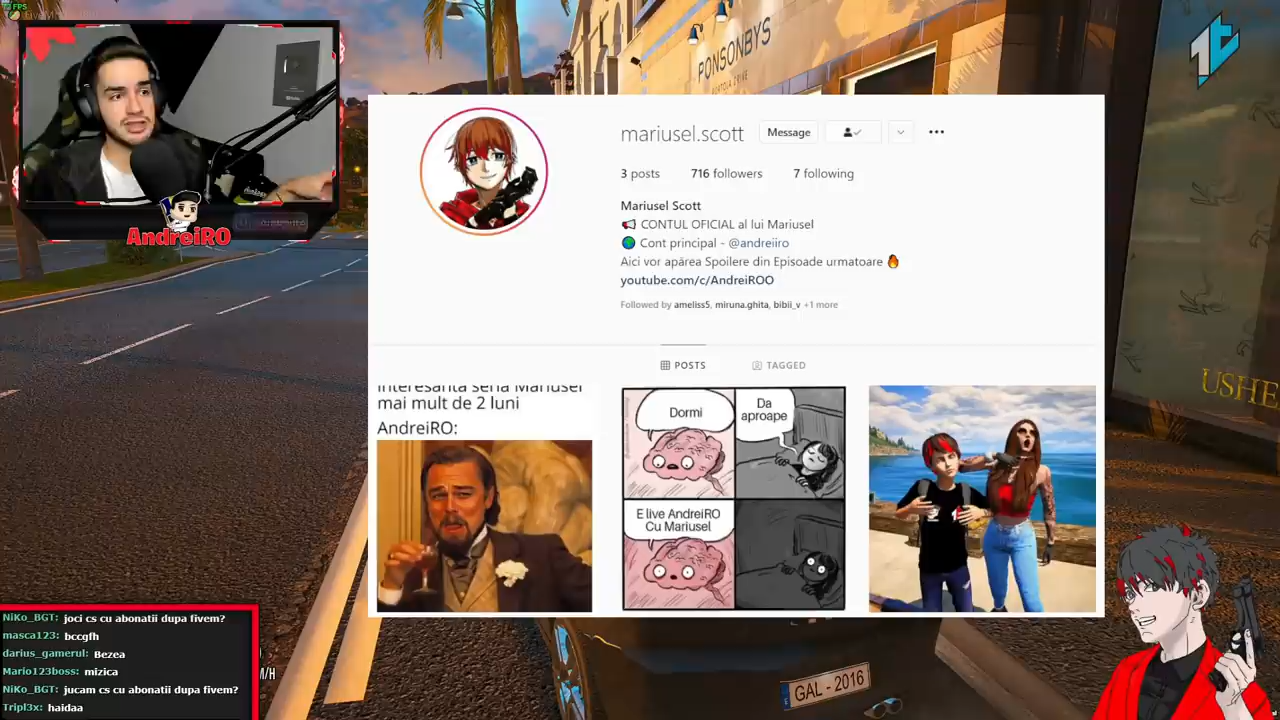 FPS
PONSONBYS
PORTOLA DRIVE
AndreiRO
mariusel.scott
Message
3 posts 716 followers 7 following
Mariusel Scott
CONTUL OFICIAL al lui Mariusel
Cont principal - @andreiiro
Aici vor apărea Spoilere din Episoade urmatoare
youtube.com/c/AndreiROO
Followed by ameliss5, miruna.ghita, bibii_v +1 more
POSTS TAGGED
interesanta seria Mariusel
mai mult de 2 luni
AndreiRO:
Dormi
Da
aproape
E live AndreiRO
Cu Mariusel
USHE
NiKo_BGT: joci cs cu abonatii dupa fivem?
masca123: bccgfh
darius_gamerul: Bezea
Mario123boss: mizica
NiKo_BGT: jucam cs cu abonatii dupa fivem?
Tripl3x: haidaa
M/H
GAL - 2016